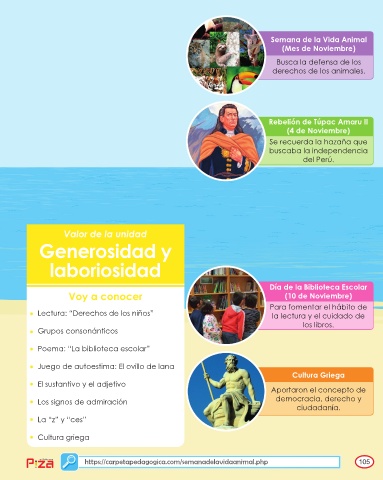 Semana de la Vida Animal
(Mes de Noviembre)
Busca la defensa de los
derechos de los animales.
Rebelión de Túpac Amaru II
(4 de Noviembre)
Se recuerda la hazaña que
buscaba la independencia
del Perú.
Valor de la unidad
Generosidad y
laboriosidad
Voy a conocer
Lectura: “Derechos de los niños”
Grupos consonánticos
Poema: “La biblioteca escolar”
Juego de autoestima: El ovillo de lana
El sustantivo y el adjetivo
Los signos de admiración
La “z” y “ces”
Cultura griega
Día de la Biblioteca Escolar
(10 de Noviembre)
Para fomentar el hábito de
la lectura y el cuidado de
los libros.
Cultura Griega
Aportaron el concepto de
democracia, derecho y
ciudadanía.
https://carpetapedagogica.com/semanadelavidaanimal.php
105